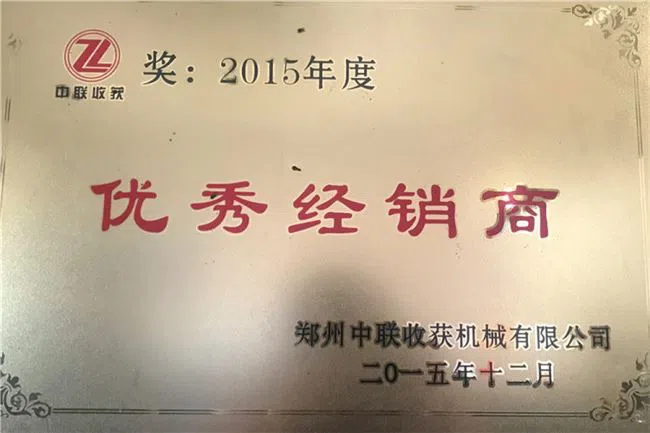 奖：2015年度
中联收获
优秀经销商
郑州中联收获机械有限公司
二0一五年十二月